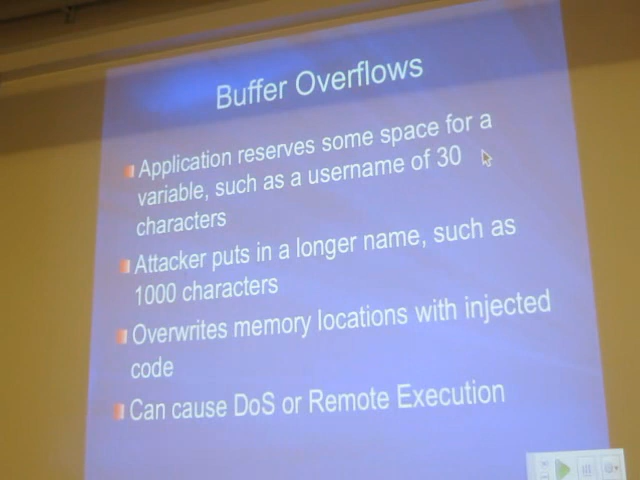 Buffer Overflows
Application reserves some space for a
variable, such as a username of 30
characters
Attacker puts in a longer name, such as
1000 characters
Overwrites memory locations with injected
code
Can cause DoS or Remote Execution